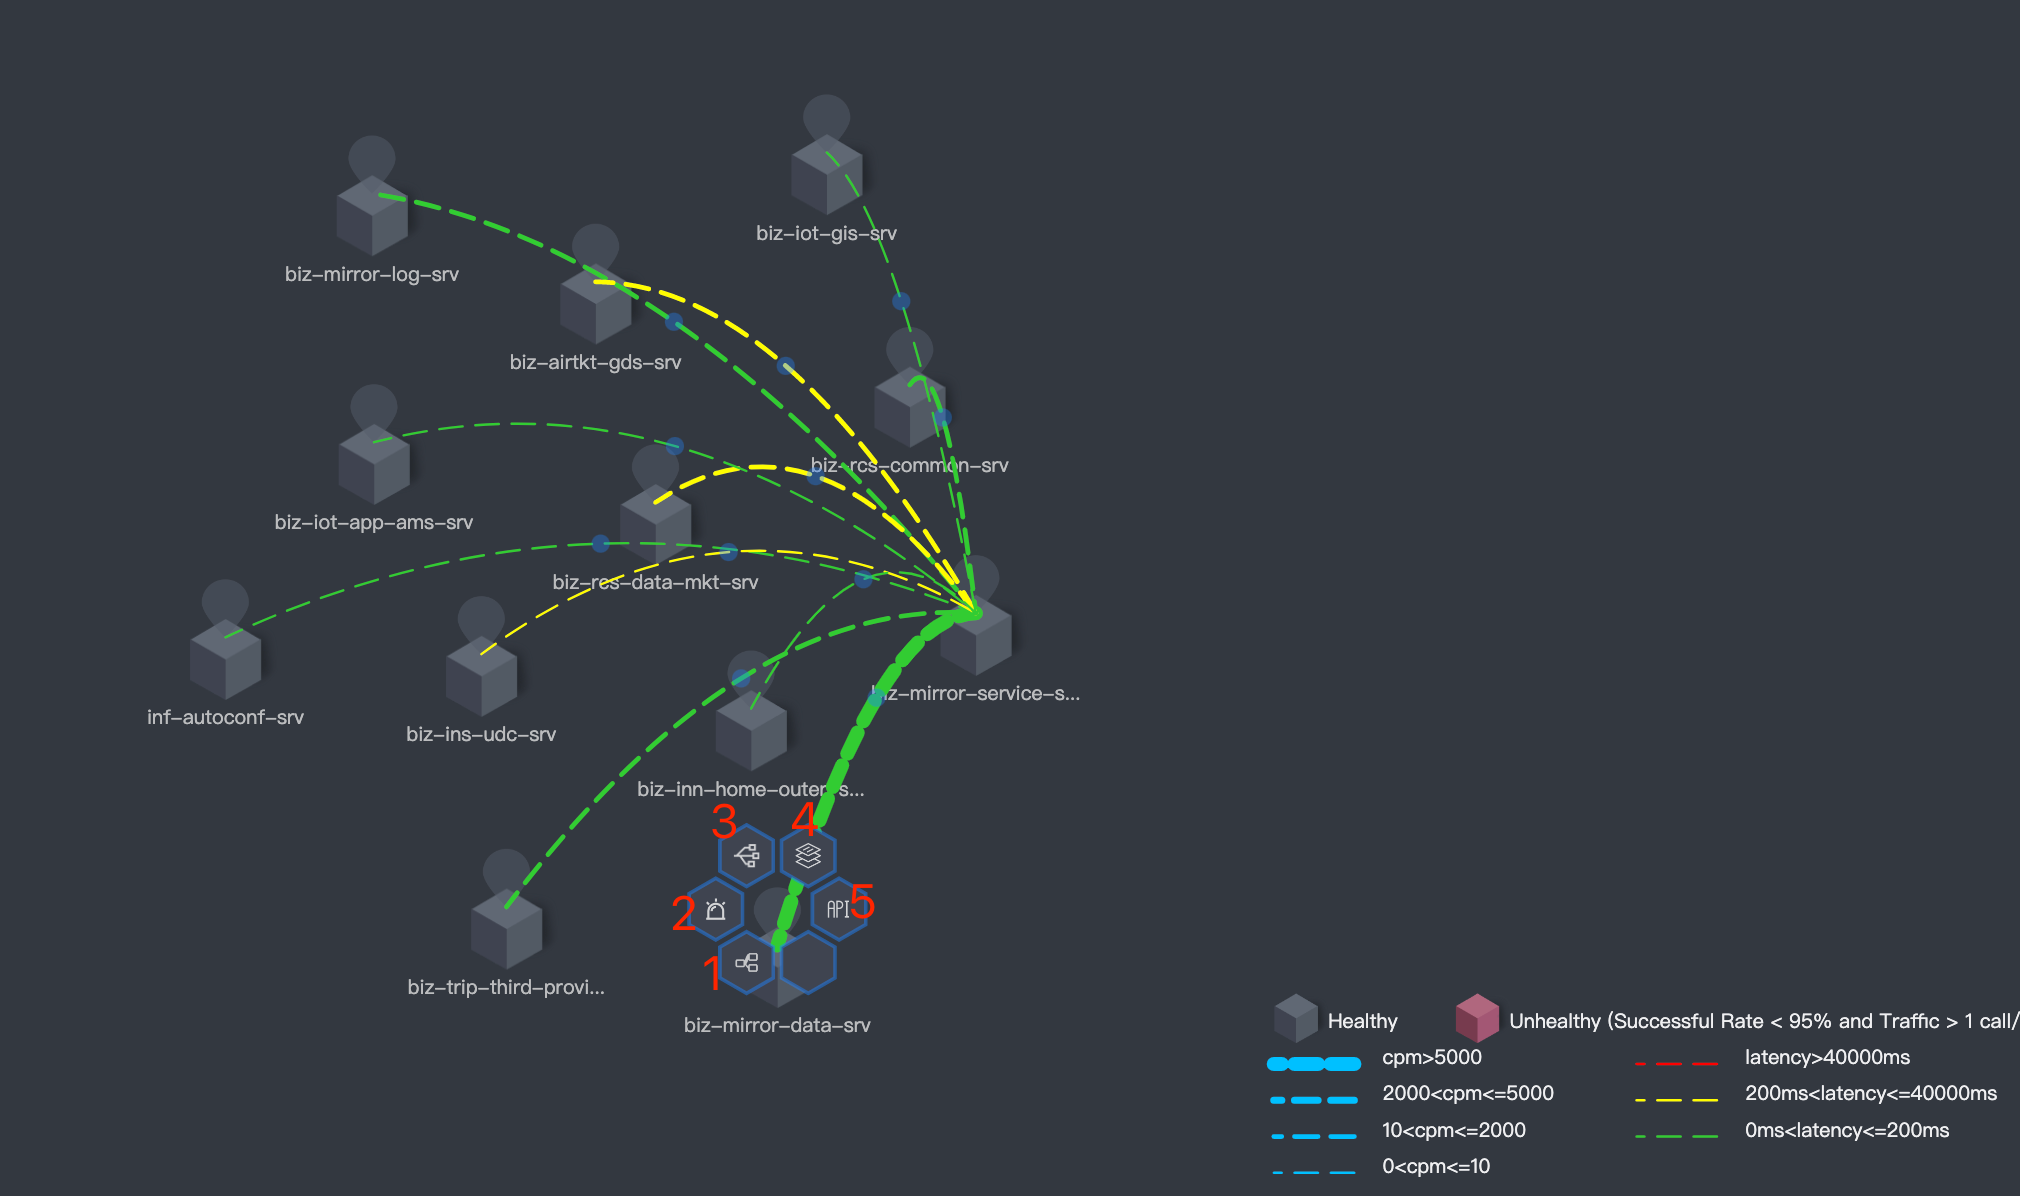 biz-iot-gis-srv
biz-mirror-log-srv
biz-airtkt-gds-srv
biz-rcs-common-srv
biz-iot-app-ams-srv
biz-rcs-data-mkt-srv
biz-mirror-service-s...
inf-autoconf-srv
biz-ins-udc-srv
biz-inn-home-outer-s...
3
4
2
API
5
1
biz-trip-third-provi...
biz-mirror-data-srv
Healthy
Unhealthy (Successful Rate < 95% and Traffic > 1 call/
cpm>5000
latency>40000ms
2000<cpm<=5000
200ms<latency<=40000ms
10<cpm<=2000
0ms<latency<=200ms
0<cpm<=10